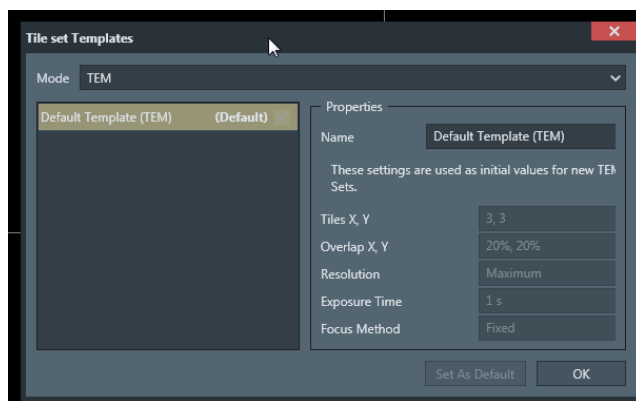 Tile set Templates
Mode TEM
Default Template (TEM) (Default)
Properties
Name Default Template (TEM)
These settings are used as initial values for new TEM
Sets.
Tiles X, Y 3, 3
Overlap X, Y 20%, 20%
Resolution Maximum
Exposure Time 1 s
Focus Method Fixed
Set As Default OK